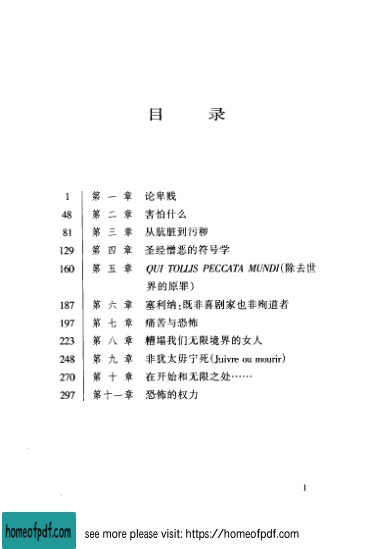 目 录
1 第一章 论卑贱
48 第二章 害怕什么
81 第三章 从肮脏到污秽
129 第四章 圣经憎恶的符号学
160 第五章 QUI TOLLIS PECCATA MUNDI(除去世
界的原罪)
187 第六章 塞利纳:既非喜剧家也非殉道者
197 第七章 痛苦与恐怖
223 第八章 糟塌我们无限境界的女人
248 第九章 非犹太毋宁死(Juivre ou mourir)
270 第十章 在开始和无限之处……
297 第十一章 恐怖的权力
1
homeofpdf.com
see more please visit: https://homeofpdf.com